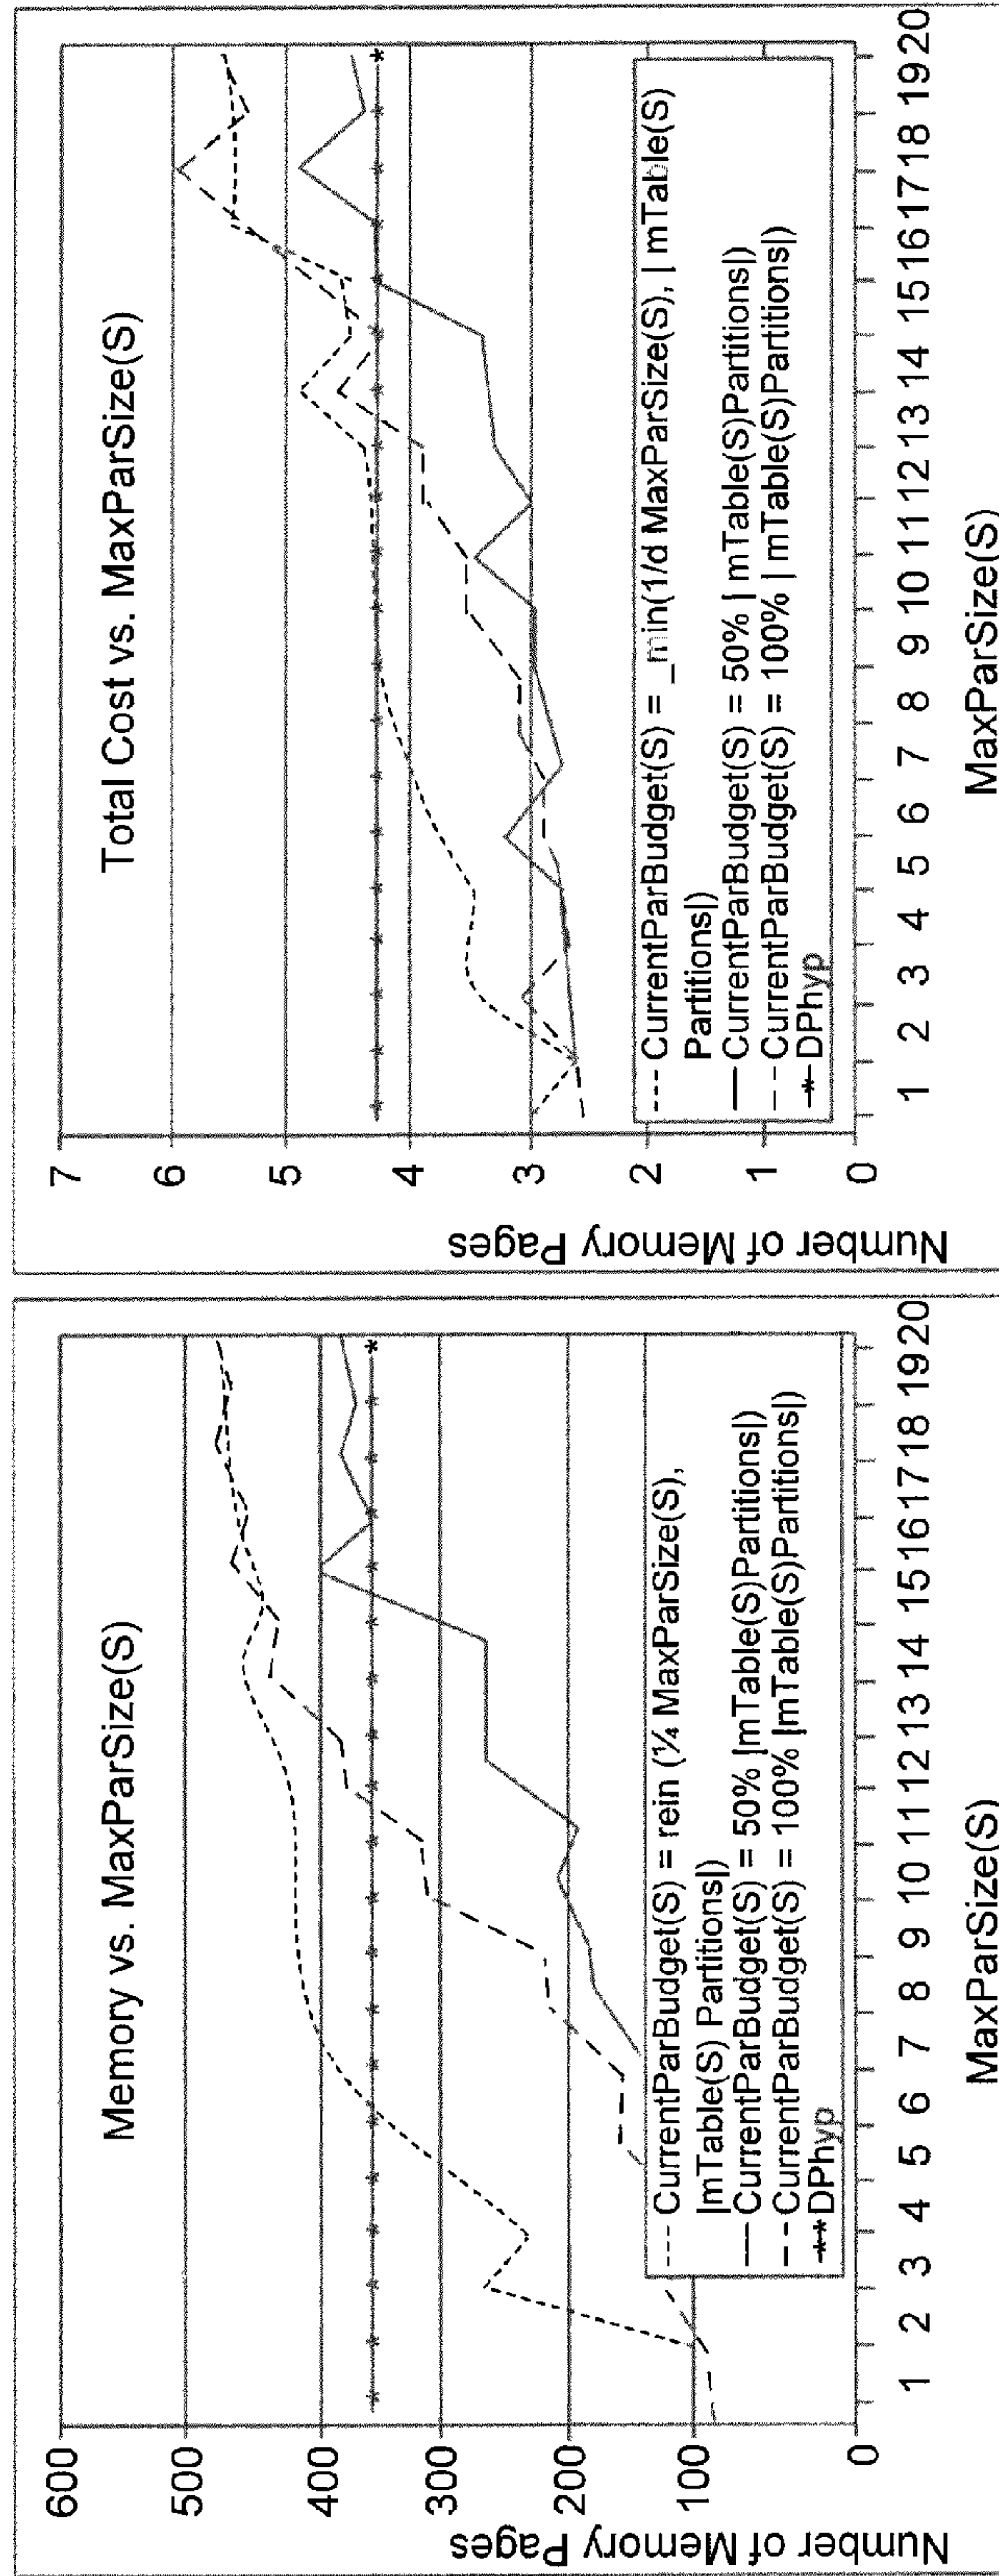 Memory vs. MaxParSize(S)
600
500
400
300
200
100
0
Number of Memory Pages
CurrentParBudget(S) = rein (¼ MaxParSize(S),
|mTable(S) Partitions|)
CurrentParBudget(S) = 50% |mTable(S)Partitions|)
CurrentParBudget(S) = 100% |mTable(S)Partitions|)
DPhyp
1 2 3 4 5 6 7 8 9 10 11 12 13 14 15 16 17 18 19 20
MaxParSize(S)
Total Cost vs. MaxParSize(S)
7
6
5
4
3
2
1
0
Number of Memory Pages
CurrentParBudget(S) = _min(1/d MaxParSize(S), | mTable(S)
Partitions|)
CurrentParBudget(S) = 50% | mTable(S)Partitions|)
CurrentParBudget(S) = 100% | mTable(S)Partitions|)
DPhyp
1 2 3 4 5 6 7 8 9 10 11 12 13 14 15 16 17 18 19 20
MaxParSize(S)